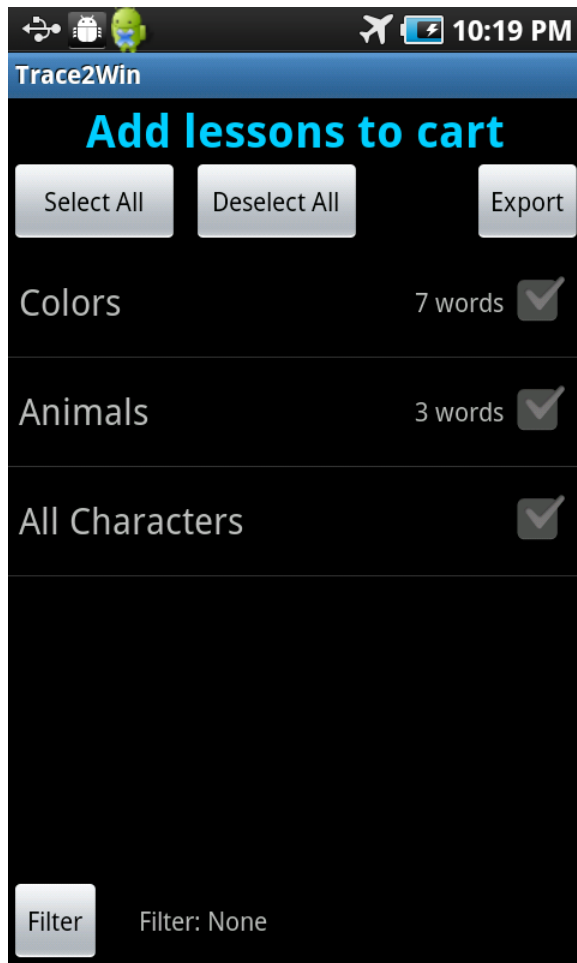 10:19 PM
Trace2Win
Add lessons to cart
Select All Deselect All Export
Colors 7 words
Animals 3 words
All Characters
Filter Filter: None